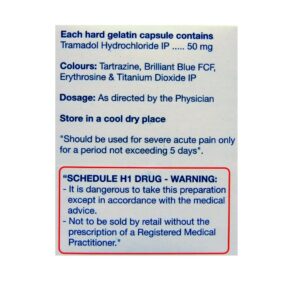 Each hard gelatin capsule contains
Tramadol Hydrochloride IP ..... 50 mg
Colours: Tartrazine, Brilliant Blue FCF,
Erythrosine & Titanium Dioxide IP
Dosage: As directed by the Physician
Store in a cool dry place
"Should be used for severe acute pain only
for a period not exceeding 5 days".
"SCHEDULE H1 DRUG - WARNING:
- It is dangerous to take this preparation
except in accordance with the medical
advice.
- Not to be sold by retail without the
prescription of a Registered Medical
Practitioner."